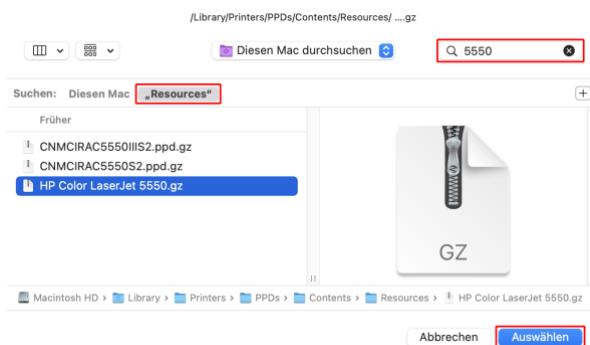 /Library/Printers/PPDs/Contents/Resources/ ....gz
Diesen Mac durchsuchen
5550
Suchen: Diesen Mac „Resources“
Früher
CNMCIRAC5550IIIS2.ppd.gz
CNMCIRAC5550S2.ppd.gz
HP Color LaserJet 5550.gz
GZ
Macintosh HD › Library › Printers › PPDs › Contents › Resources › HP Color LaserJet 5550.gz
Abbrechen Auswählen